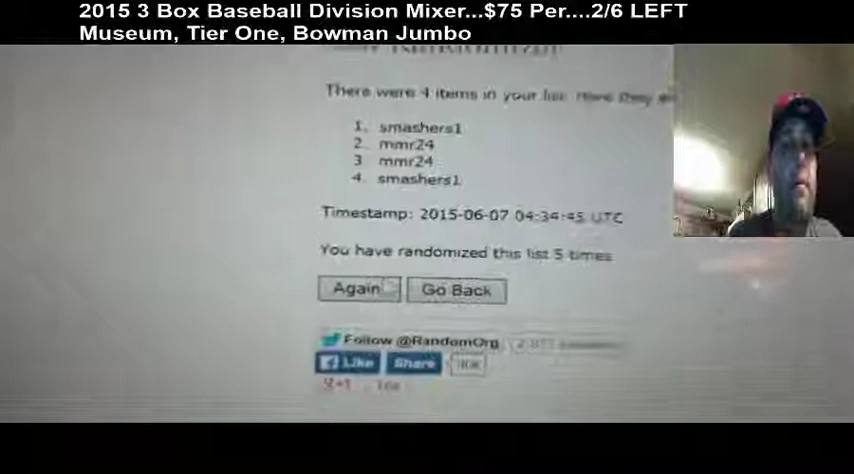 2015 3 Box Baseball Division Mixer...$75 Per....2/6 LEFT
Museum, Tier One, Bowman Jumbo
There were 4 items in your list. Here they
1. smashers1
2. mmr24
3 mmr24
4. smashers1
Timestamp: 2015-06-07 04:34:45 UTC
You have randomized this list 5 times
Again Go Back
Follow @RandomOrg
Like Share